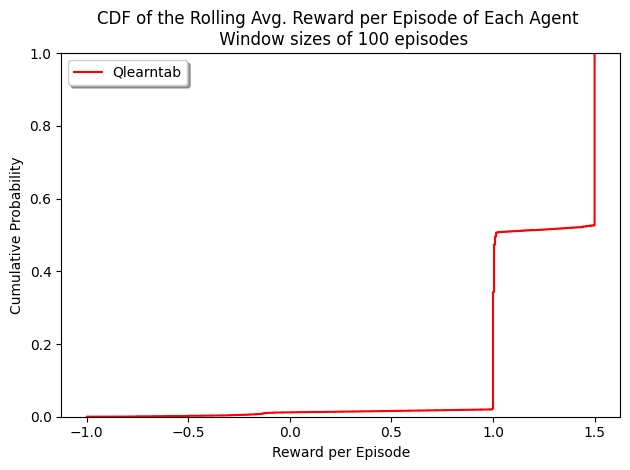 CDF of the Rolling Avg. Reward per Episode of Each Agent
Window sizes of 100 episodes
Qlearntab
1.0
0.8
0.6
0.4
0.2
0.0
Cumulative Probability
−1.0 −0.5 0.0 0.5 1.0 1.5
Reward per Episode